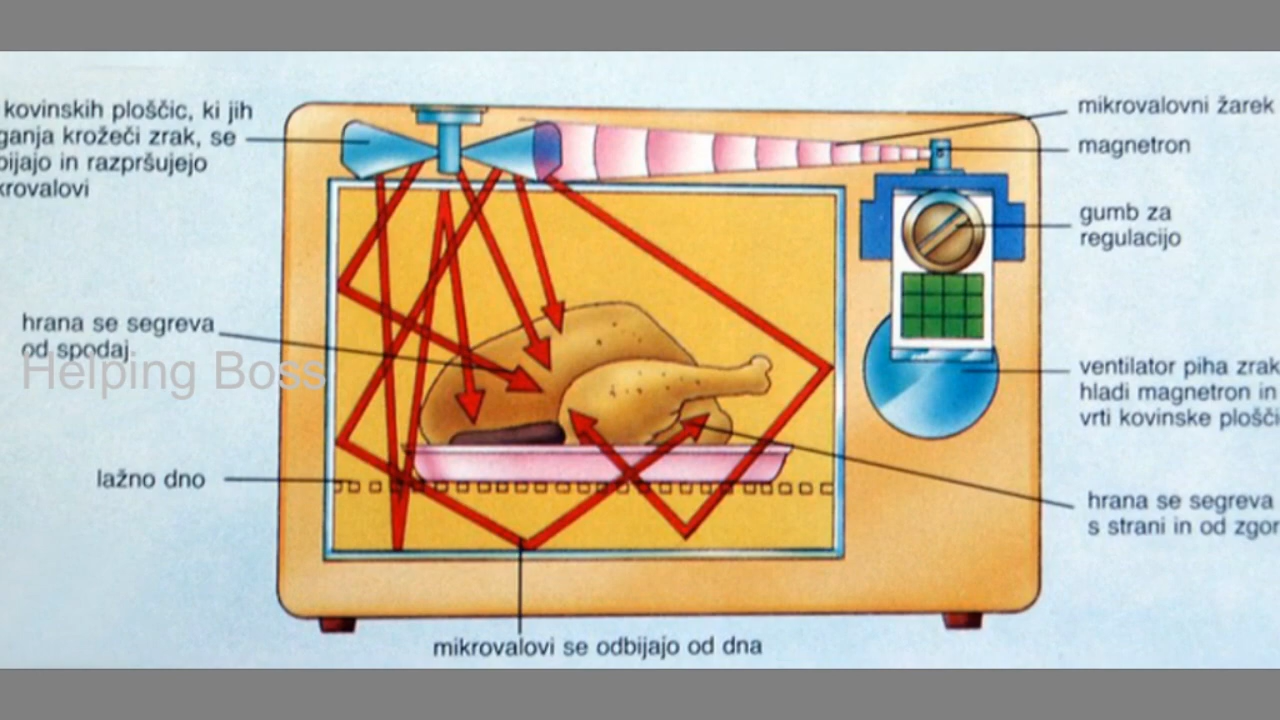 kovinskih ploščic, ki jih
ganja krožeči zrak, se
bijajo in razpršujejo
krovalovi
hrana se segreva
od spodaj
lažno dno
mikrovalovi se odbijajo od dna
mikrovalovni žarek
magnetron
gumb za
regulacijo
ventilator piha zrak
hladi magnetron in
vrti kovinske plošči
hrana se segreva
s strani in od zgor
Helping Boss